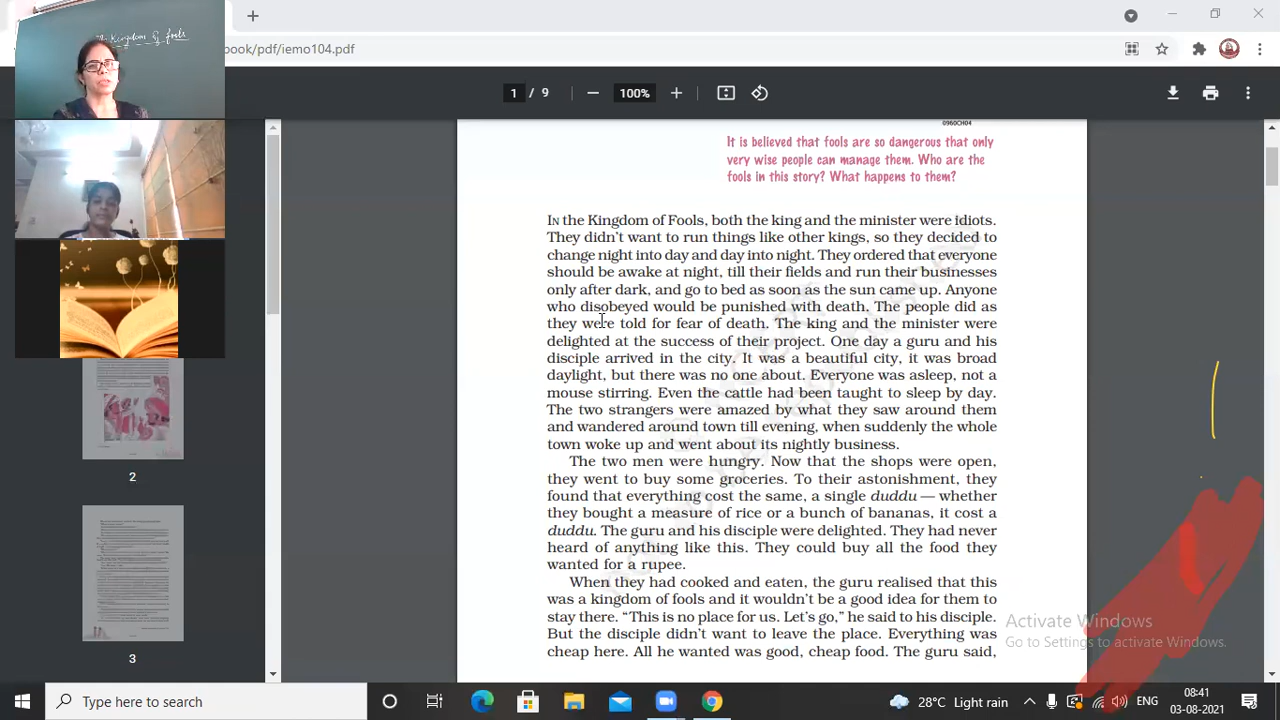 The Kingdom of fools
book/pdf/iemo104.pdf
1 / 9
100%
0960CH04
It is believed that fools are so dangerous that only
very wise people can manage them. Who are the
fools in this story? What happens to them?
IN the Kingdom of Fools, both the king and the minister were idiots.
They didn't want to run things like other kings, so they decided to
change night into day and day into night. They ordered that everyone
should be awake at night, till their fields and run their businesses
only after dark, and go to bed as soon as the sun came up. Anyone
who disobeyed would be punished with death. The people did as
they were told for fear of death. The king and the minister were
delighted at the success of their project. One day a guru and his
disciple arrived in the city. It was a beautiful city, it was broad
daylight, but there was no one about. Everyone was asleep, not a
mouse stirring. Even the cattle had been taught to sleep by day.
The two strangers were amazed by what they saw around them
and wandered around town till evening, when suddenly the whole
town woke up and went about its nightly business.
The two men were hungry. Now that the shops were open,
they went to buy some groceries. To their astonishment, they
found that everything cost the same, a single duddu — whether
they bought a measure of rice or a bunch of bananas, it cost a
duddu. The guru and his disciple were delighted. They had never
heard of anything like this. They could buy all the food they
wanted for a rupee.
When they had cooked and eaten, the guru realised that this
was a kingdom of fools and it wouldn't be a good idea for them to
stay there. “This is no place for us. Let's go,” he said to his disciple.
But the disciple didn't want to leave the place. Everything was
cheap here. All he wanted was good, cheap food. The guru said,
2
3
Activate Windows
Go to Settings to activate Windows.
Type here to search
28°C Light rain
ENG
08:41
03-08-2021